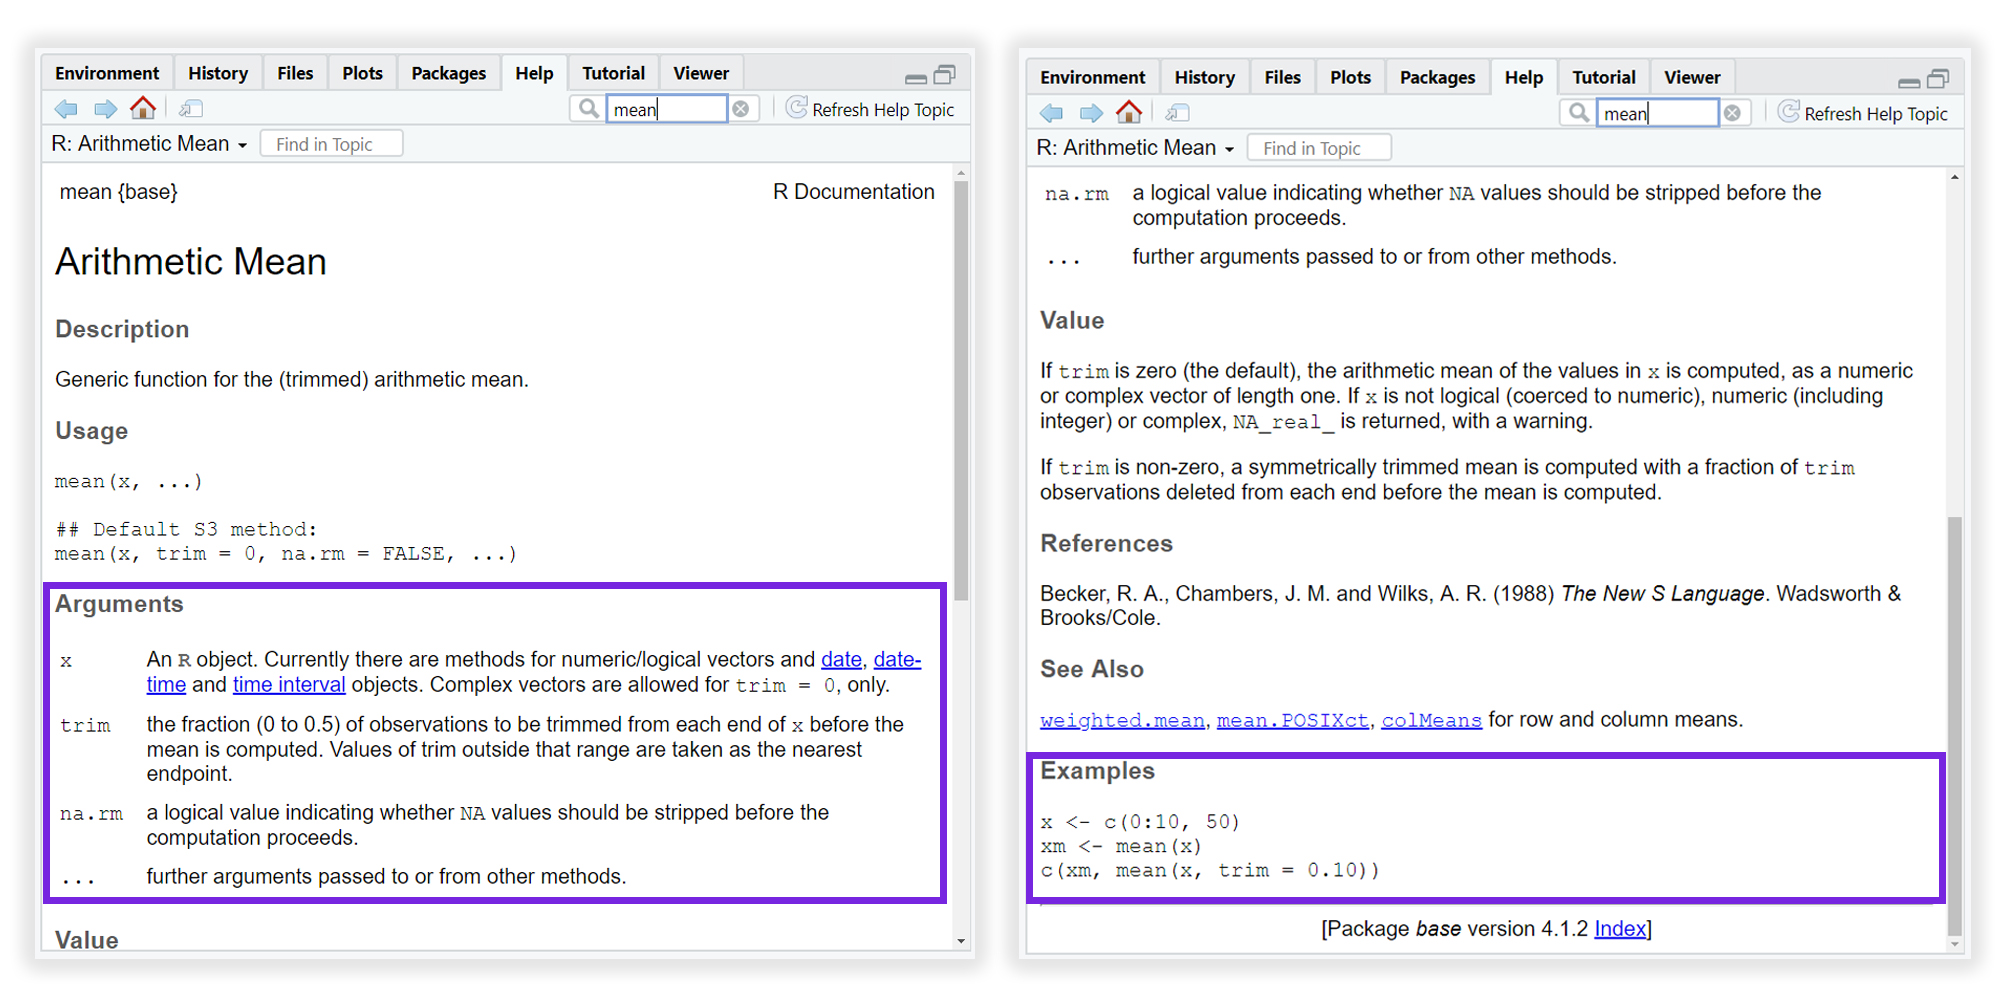 Environment History Files Plots Packages Help Tutorial Viewer
mean Refresh Help Topic
R: Arithmetic Mean Find in Topic
mean {base} R Documentation
Arithmetic Mean
Description
Generic function for the (trimmed) arithmetic mean.
Usage
mean(x, ...)
## Default S3 method:
mean(x, trim = 0, na.rm = FALSE, ...)
Arguments
x An R object. Currently there are methods for numeric/logical vectors and date, date-
time and time interval objects. Complex vectors are allowed for trim = 0, only.
trim the fraction (0 to 0.5) of observations to be trimmed from each end of x before the
mean is computed. Values of trim outside that range are taken as the nearest
endpoint.
na.rm a logical value indicating whether NA values should be stripped before the
computation proceeds.
... further arguments passed to or from other methods.
Value
Environment History Files Plots Packages Help Tutorial Viewer
mean Refresh Help Topic
R: Arithmetic Mean Find in Topic
na.rm a logical value indicating whether NA values should be stripped before the
computation proceeds.
... further arguments passed to or from other methods.
Value
If trim is zero (the default), the arithmetic mean of the values in x is computed, as a numeric
or complex vector of length one. If x is not logical (coerced to numeric), numeric (including
integer) or complex, NA_real_ is returned, with a warning.
If trim is non-zero, a symmetrically trimmed mean is computed with a fraction of trim
observations deleted from each end before the mean is computed.
References
Becker, R. A., Chambers, J. M. and Wilks, A. R. (1988) The New S Language. Wadsworth &
Brooks/Cole.
See Also
weighted.mean, mean.POSIXct, colMeans for row and column means.
Examples
x <- c(0:10, 50)
xm <- mean(x)
c(xm, mean(x, trim = 0.10))
[Package base version 4.1.2 Index]